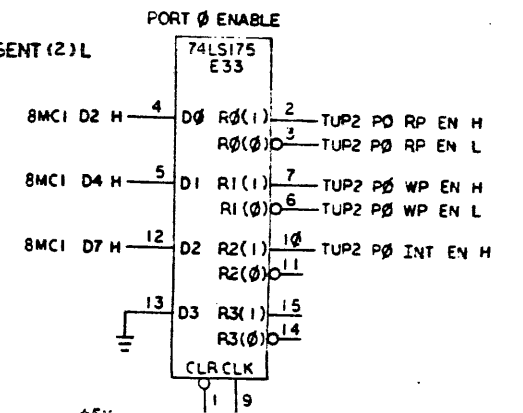 PORT Ø ENABLE
SENT (2) L
74LS175
E33
8MCI D2 H 4 DØ RØ(1) 2 TUP2 PØ RP EN H
RØ(Ø) 3 TUP2 PØ RP EN L
8MCI D4 H 5 D1 R1(1) 7 TUP2 PØ WP EN H
R1(Ø) 6 TUP2 PØ WP EN L
8MCI D7 H 12 D2 R2(1) 1Ø TUP2 PØ INT EN H
R2(Ø) 11
13 D3 R3(1) 15
R3(Ø) 14
CLR CLK
1 9